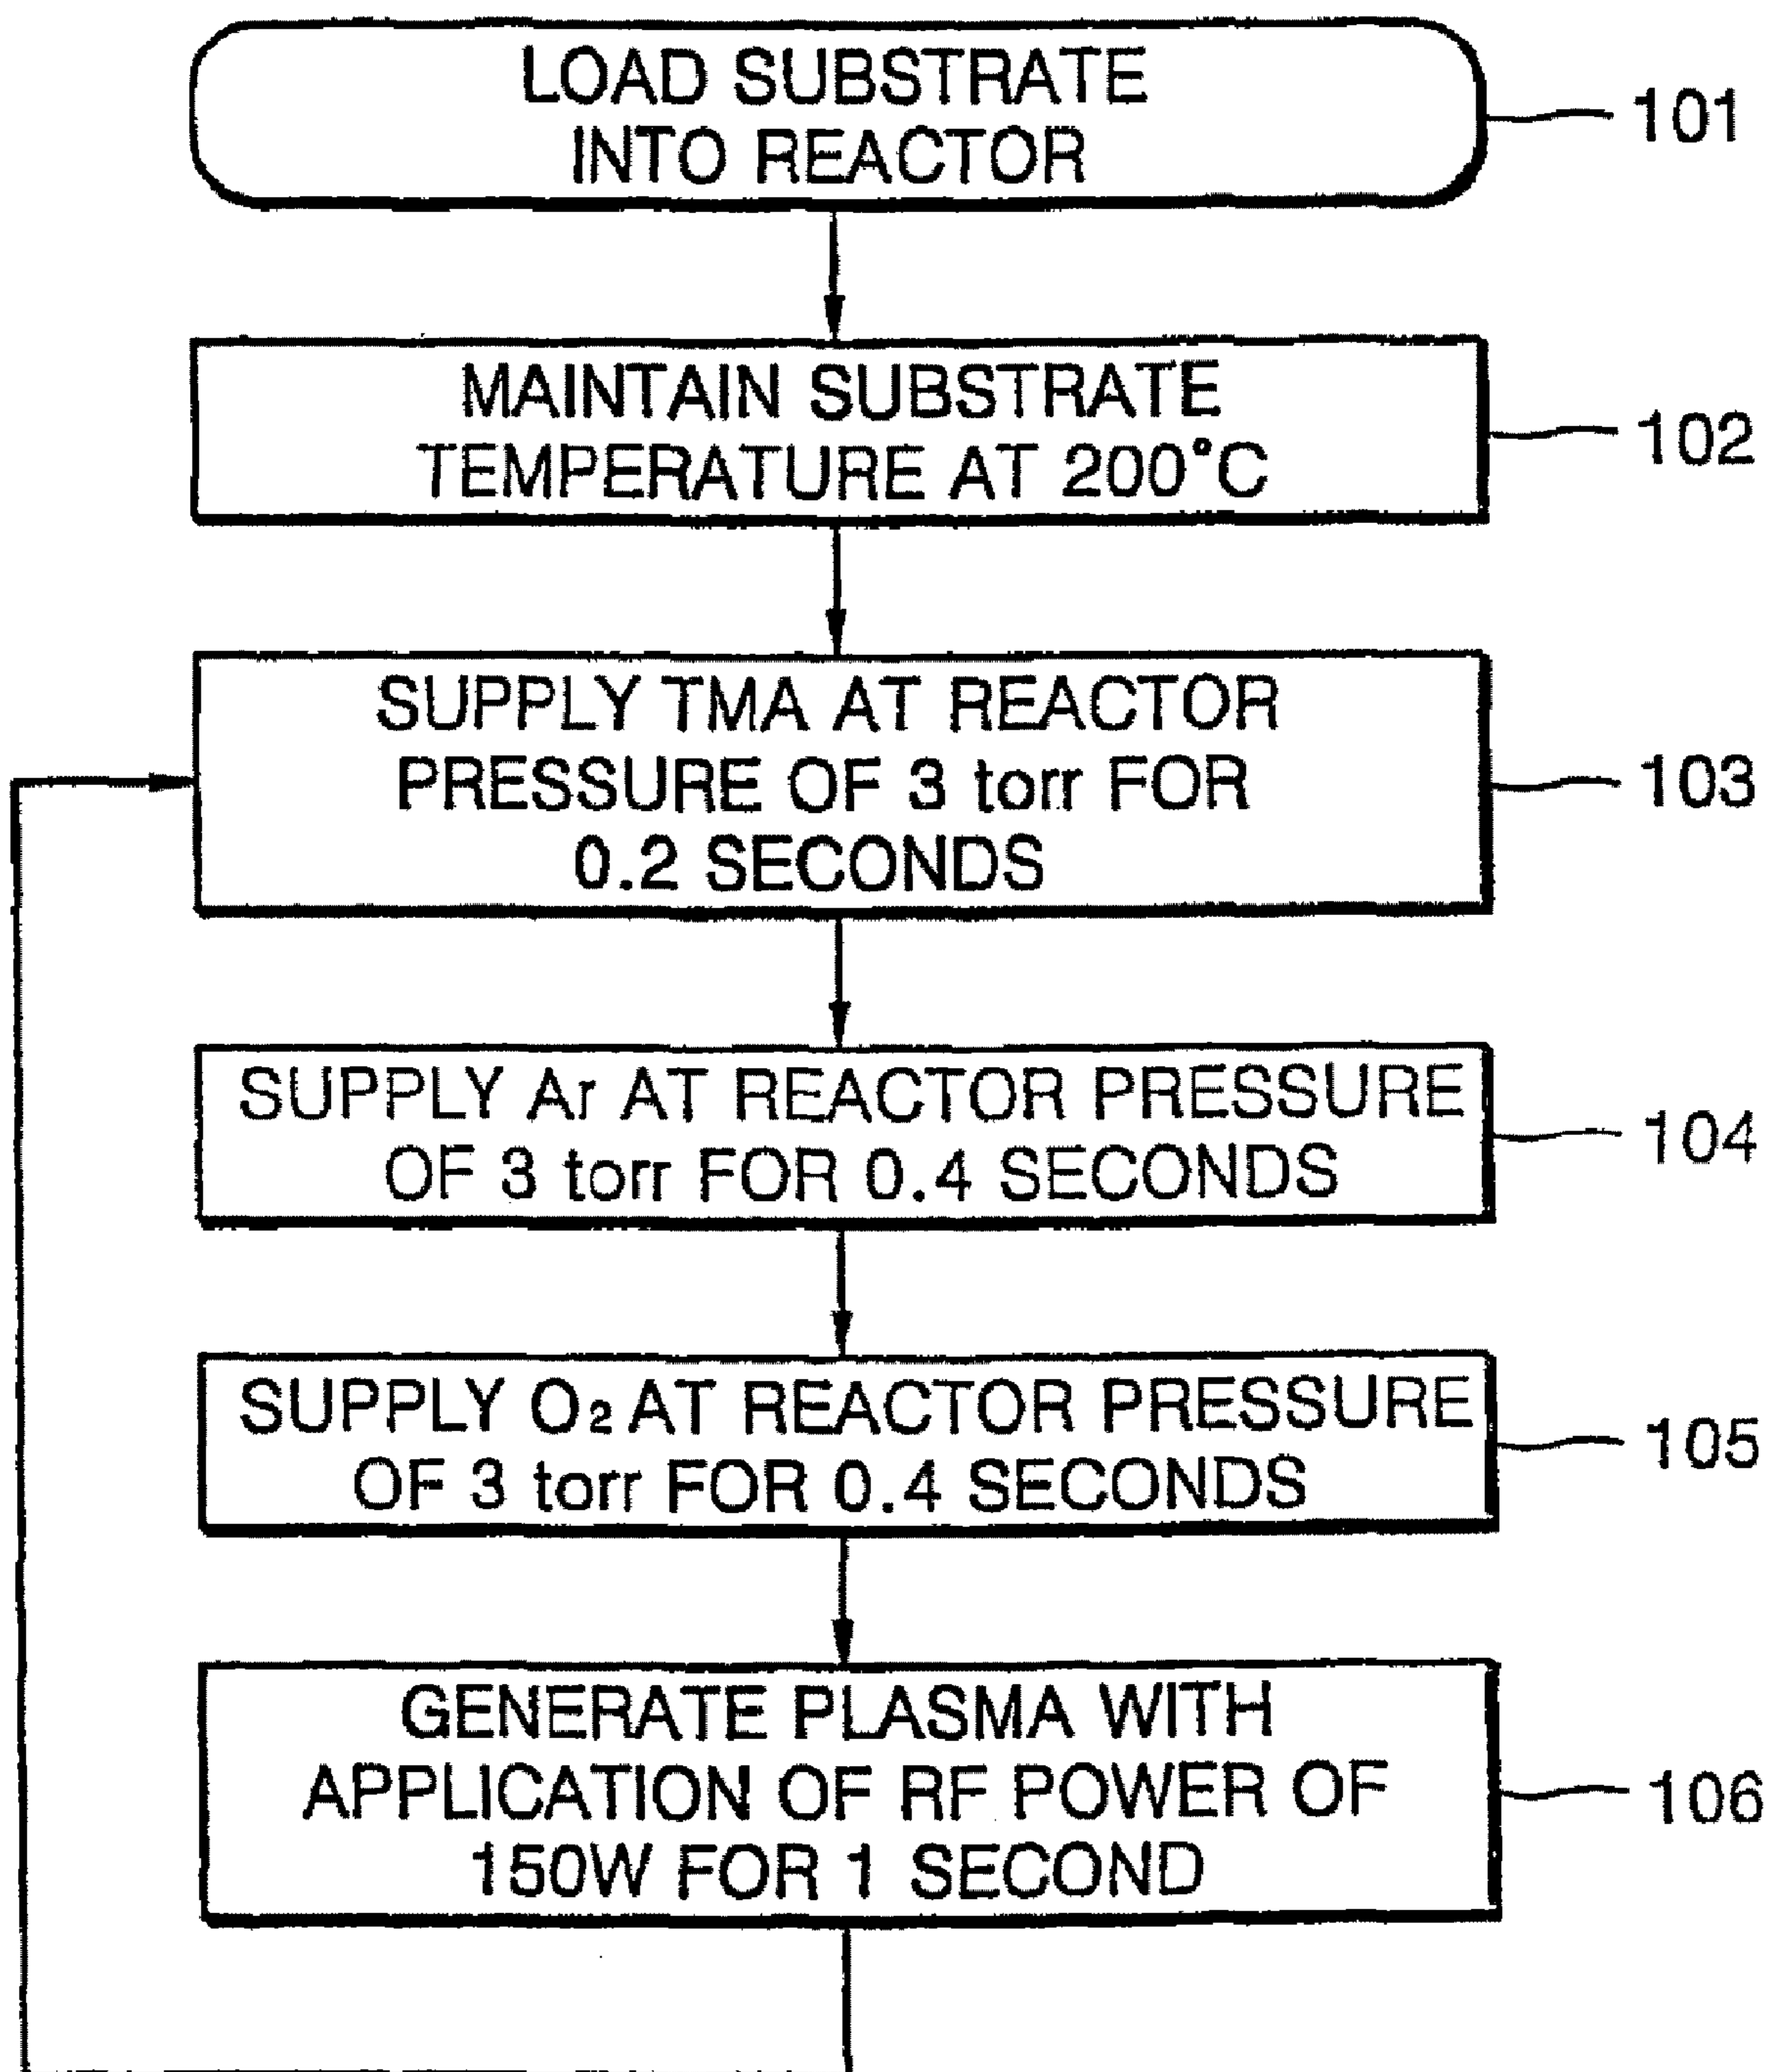 LOAD SUBSTRATE
INTO REACTOR
101
MAINTAIN SUBSTRATE
TEMPERATURE AT 200°C
102
SUPPLY TMA AT REACTOR
PRESSURE OF 3 torr FOR
0.2 SECONDS
103
SUPPLY Ar AT REACTOR PRESSURE
OF 3 torr FOR 0.4 SECONDS
104
SUPPLY O₂ AT REACTOR PRESSURE
OF 3 torr FOR 0.4 SECONDS
105
GENERATE PLASMA WITH
APPLICATION OF RF POWER OF
150W FOR 1 SECOND
106